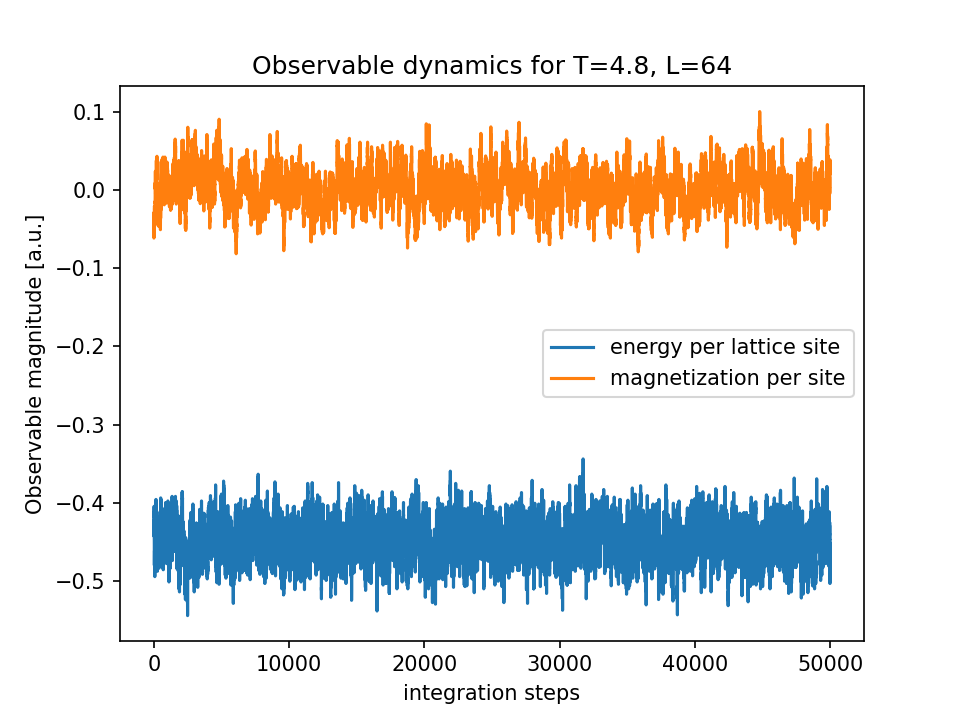 Observable dynamics for T=4.8, L=64
Observable magnitude [a.u.]
0.1
0.0
−0.1
−0.2
−0.3
−0.4
−0.5
energy per lattice site
magnetization per site
0 10000 20000 30000 40000 50000
integration steps